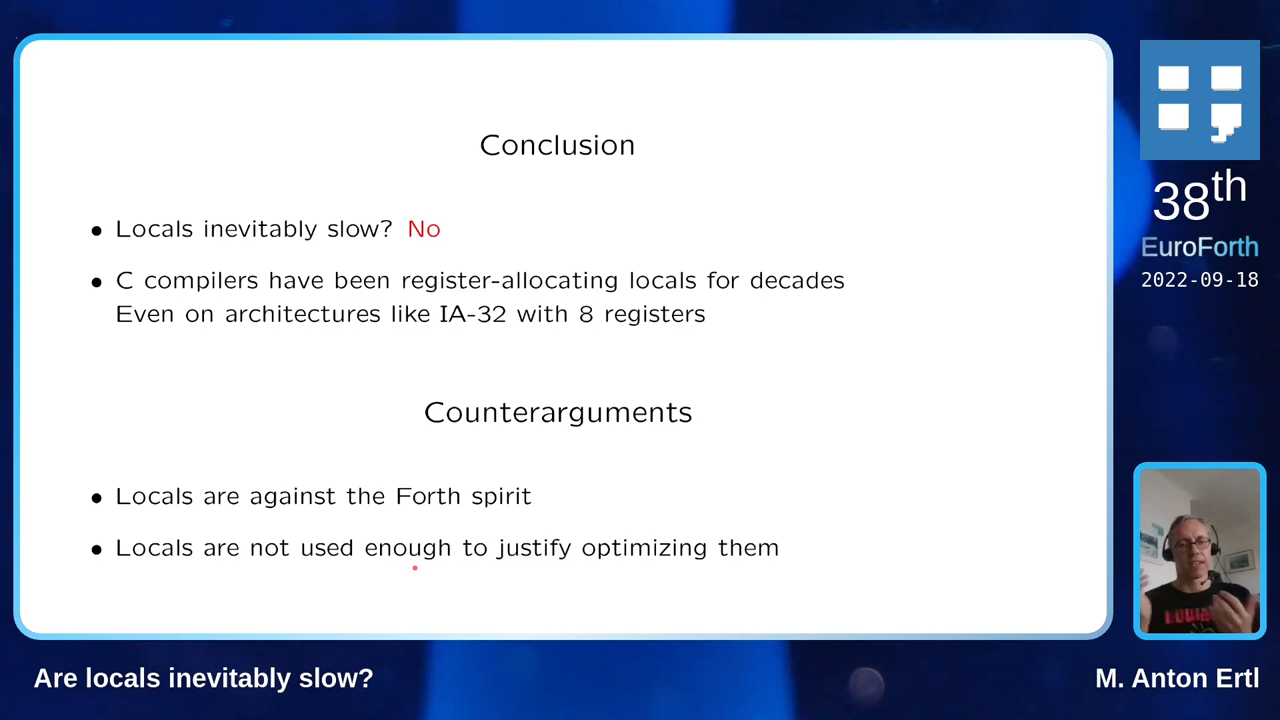 Conclusion
• Locals inevitably slow? No
• C compilers have been register-allocating locals for decades
Even on architectures like IA-32 with 8 registers
Counterarguments
• Locals are against the Forth spirit
• Locals are not used enough to justify optimizing them
38th
EuroForth
2022-09-18
Are locals inevitably slow?
M. Anton Ertl